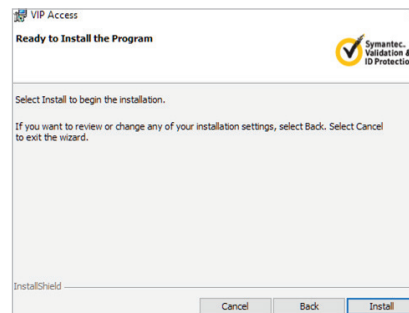 VIP Access
Ready to Install the Program
Symantec.
Validation &
ID Protectio
Select Install to begin the installation.
If you want to review or change any of your installation settings, select Back. Select Cancel
to exit the wizard.
InstallShield
Cancel Back Install